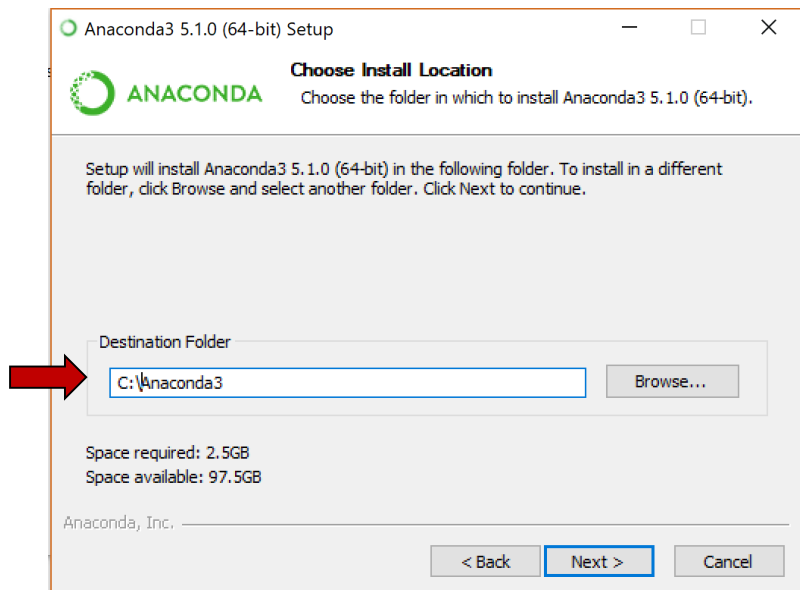 Anaconda3 5.1.0 (64-bit) Setup
ANACONDA
Choose Install Location
Choose the folder in which to install Anaconda3 5.1.0 (64-bit).
Setup will install Anaconda3 5.1.0 (64-bit) in the following folder. To install in a different
folder, click Browse and select another folder. Click Next to continue.
Destination Folder
C:\Anaconda3
Browse...
Space required: 2.5GB
Space available: 97.5GB
Anaconda, Inc.
< Back
Next >
Cancel